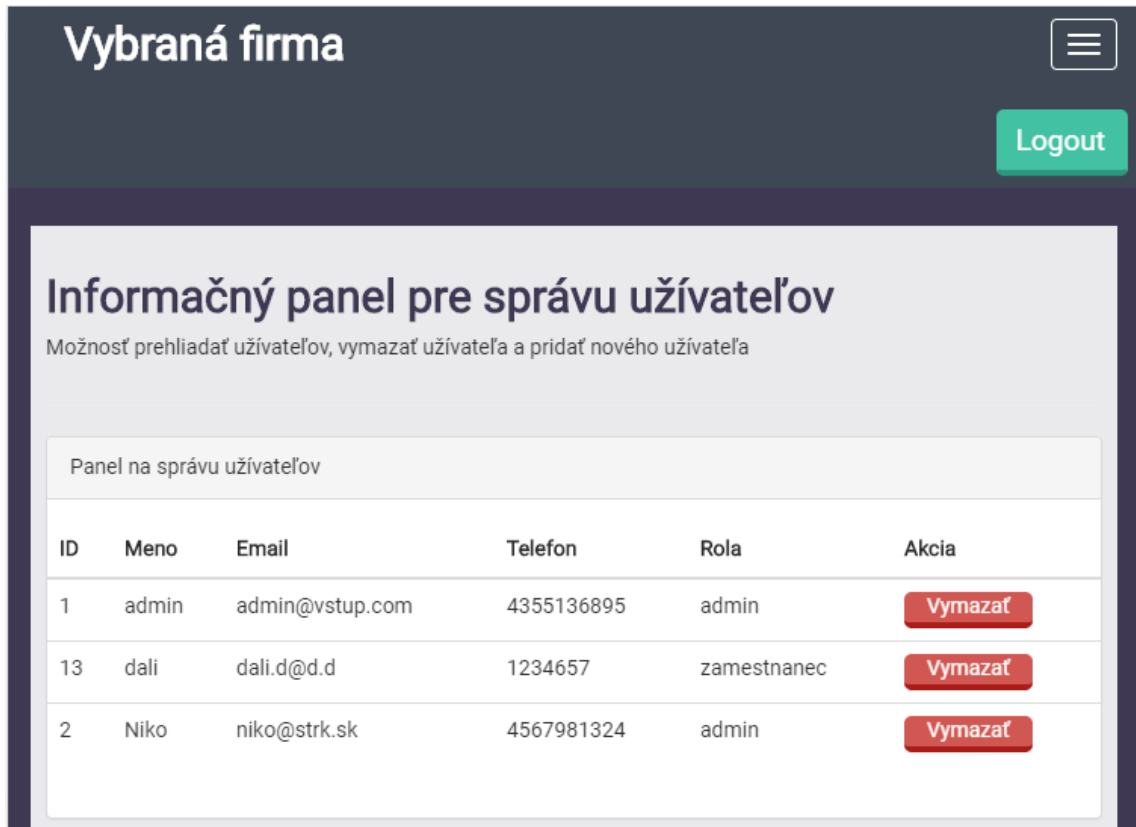 Vybraná firma
Logout
Informačný panel pre správu užívateľov
Možnosť prehliadať užívateľov, vymazať užívateľa a pridať nového užívateľa
Panel na správu užívateľov
ID Meno Email Telefon Rola Akcia
1 admin admin@vstup.com 4355136895 admin Vymazať
13 dali dali.d@d.d 1234657 zamestnanec Vymazať
2 Niko niko@strk.sk 4567981324 admin Vymazať